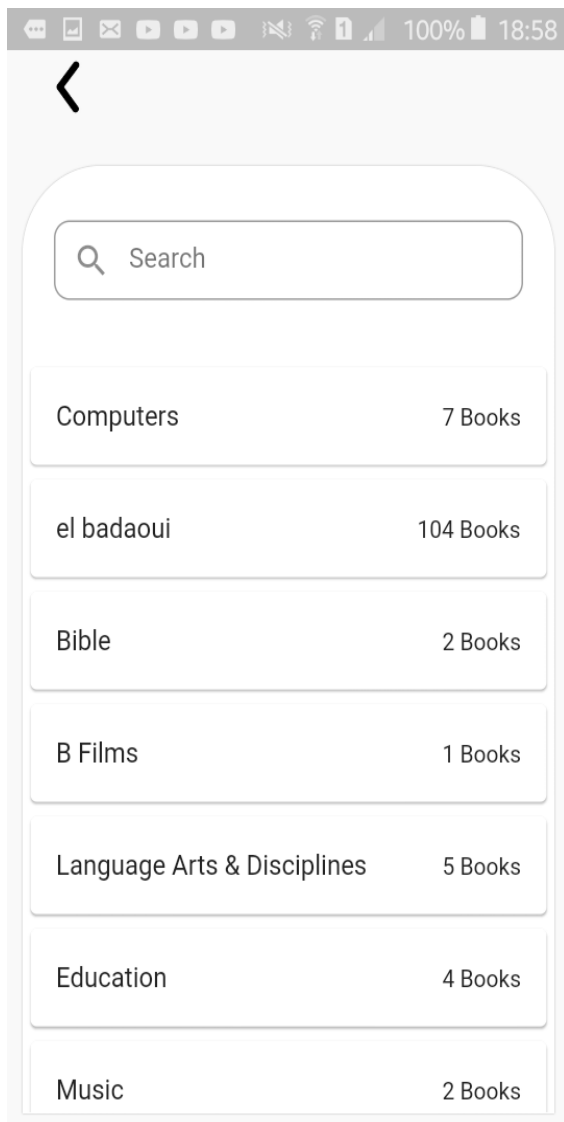 1 100% 18:58
Search
Computers 7 Books
el badaoui 104 Books
Bible 2 Books
B Films 1 Books
Language Arts & Disciplines 5 Books
Education 4 Books
Music 2 Books